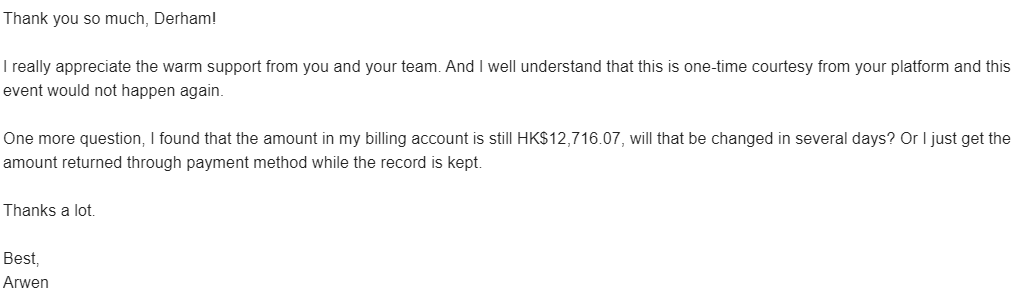 Thank you so much, Derham!
I really appreciate the warm support from you and your team. And I well understand that this is one-time courtesy from your platform and this
event would not happen again.
One more question, I found that the amount in my billing account is still HK$12,716.07, will that be changed in several days? Or I just get the
amount returned through payment method while the record is kept.
Thanks a lot.
Best,
Arwen